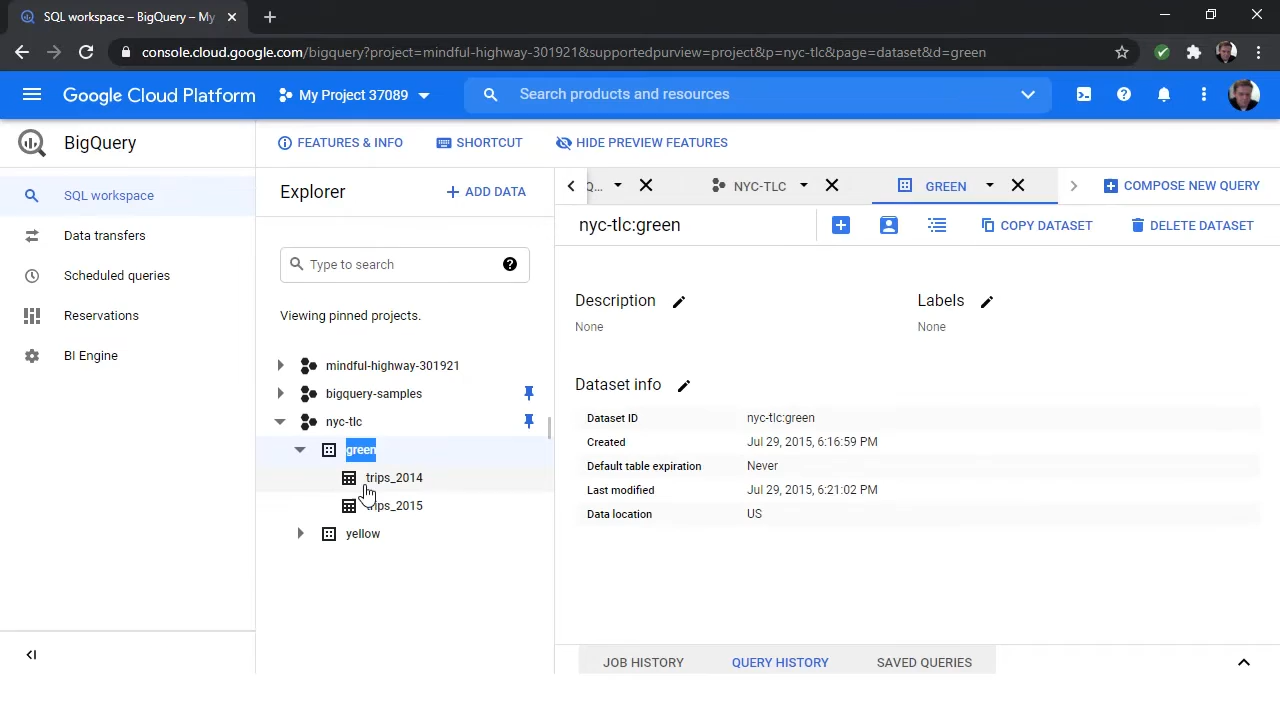 SQL workspace – BigQuery – My
console.cloud.google.com/bigquery?project=mindful-highway-301921&supportedpurview=project&p=nyc-tlc&page=dataset&d=green
Google Cloud Platform
My Project 37089
Search products and resources
BigQuery
FEATURES & INFO
SHORTCUT
HIDE PREVIEW FEATURES
SQL workspace
Data transfers
Scheduled queries
Reservations
BI Engine
Explorer
ADD DATA
Type to search
Viewing pinned projects.
mindful-highway-301921
bigquery-samples
nyc-tlc
green
trips_2014
trips_2015
yellow
Q...
NYC-TLC
GREEN
COMPOSE NEW QUERY
nyc-tlc:green
COPY DATASET
DELETE DATASET
Description
None
Labels
None
Dataset info
Dataset ID nyc-tlc:green
Created Jul 29, 2015, 6:16:59 PM
Default table expiration Never
Last modified Jul 29, 2015, 6:21:02 PM
Data location US
JOB HISTORY
QUERY HISTORY
SAVED QUERIES